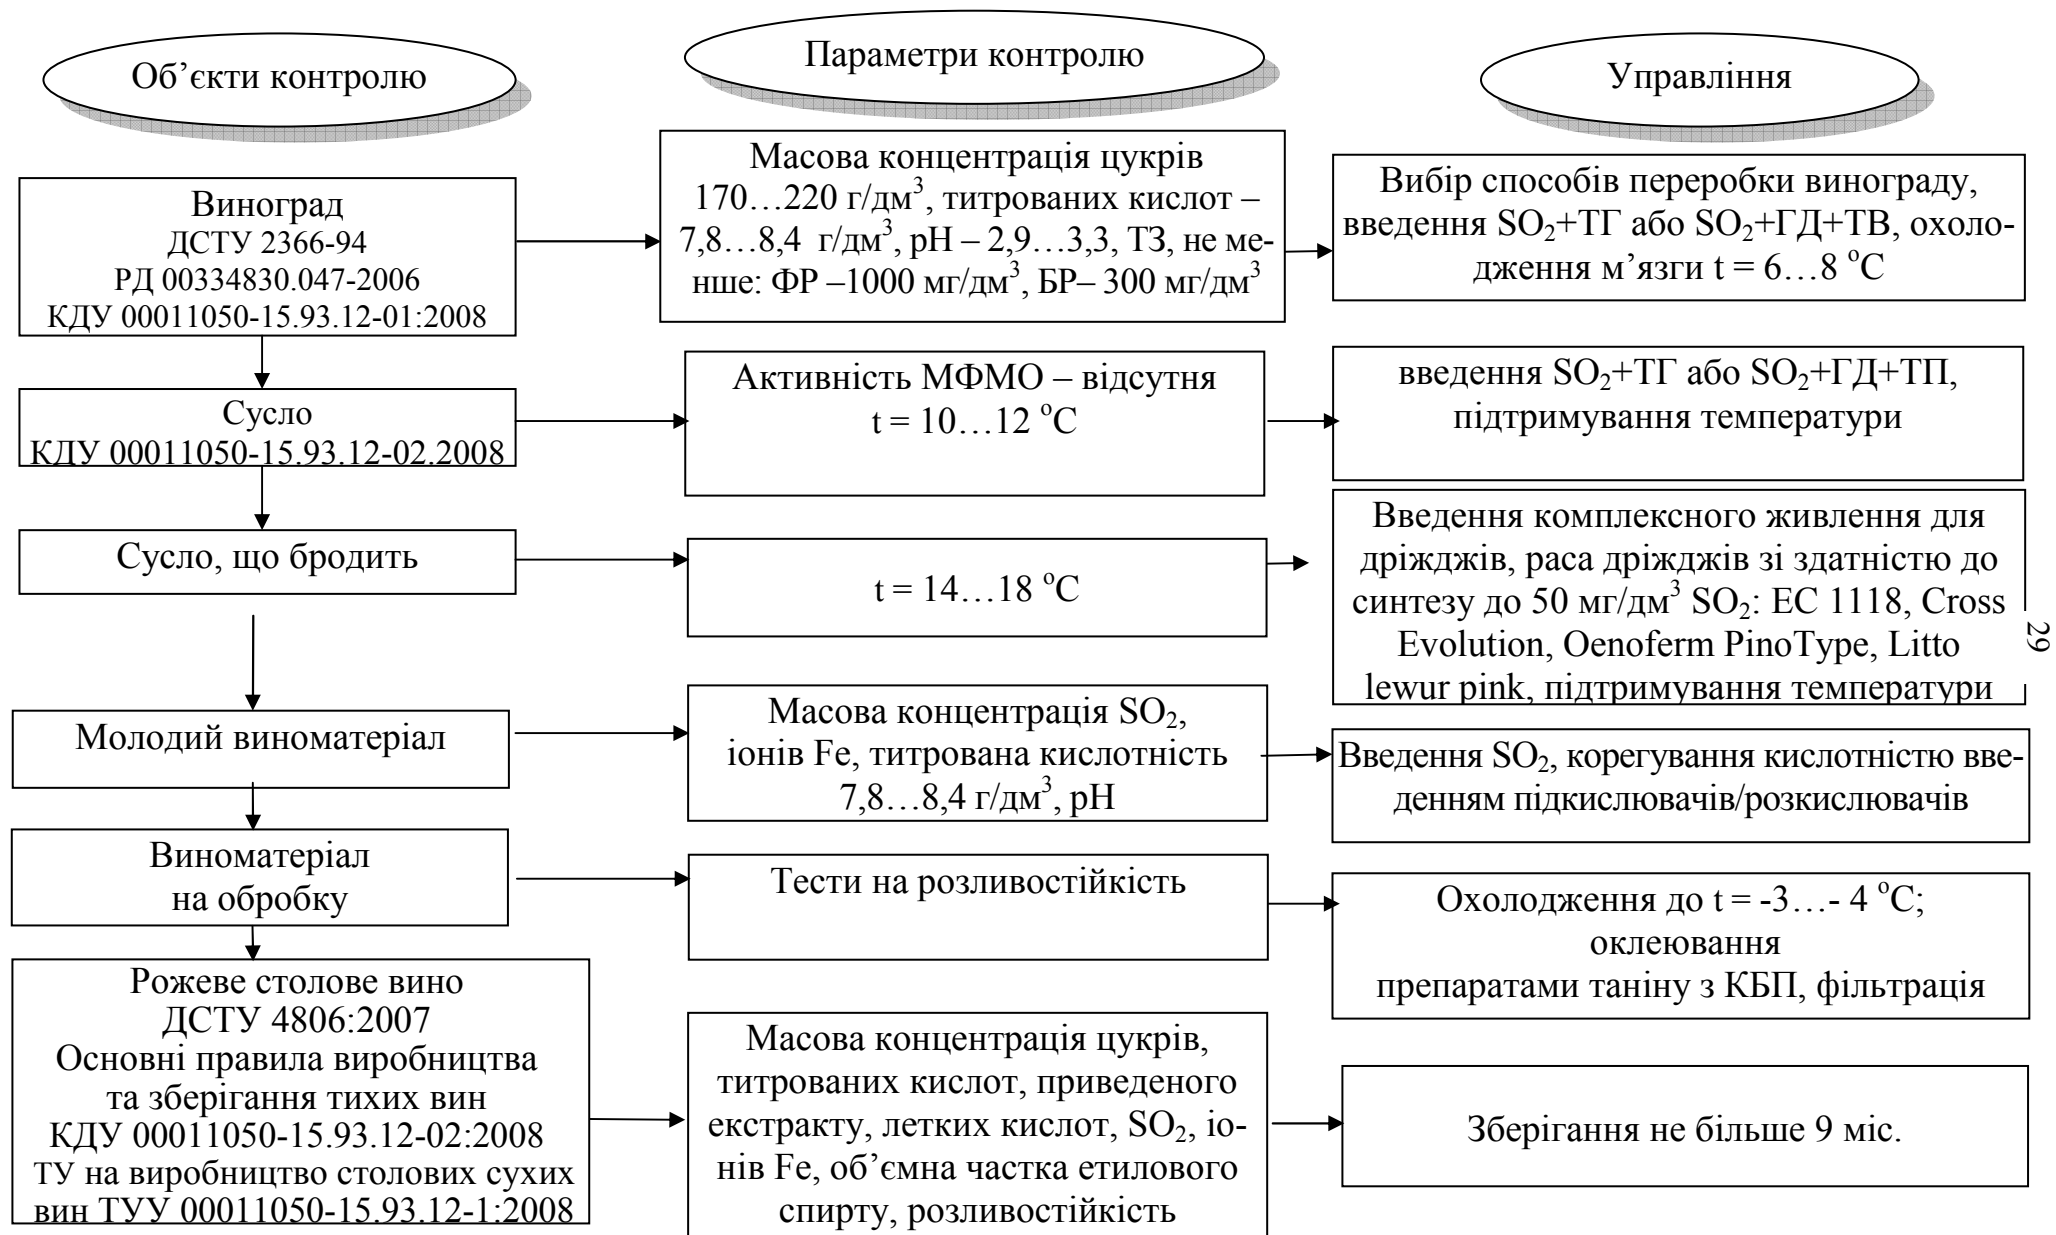 Об’єкти контролю
Параметри контролю
Управління
Виноград
ДСТУ 2366-94
РД 00334830.047-2006
КДУ 00011050-15.93.12-01:2008
Масова концентрація цукрів
170…220 г/дм³, титрованих кислот –
7,8…8,4 г/дм³, рН – 2,9…3,3, ТЗ, не ме-
нше: ФР –1000 мг/дм³, БР– 300 мг/дм³
Вибір способів переробки винограду,
введення SO₂+ТГ або SO₂+ГД+ТВ, охоло-
дження м’язги t = 6…8 °С
Сусло
КДУ 00011050-15.93.12-02.2008
Активність МФМО – відсутня
t = 10…12 °С
введення SO₂+ТГ або SO₂+ГД+ТП,
підтримування температури
Сусло, що бродить
t = 14…18 °С
Введення комплексного живлення для
дріжджів, раса дріжджів зі здатністю до
синтезу до 50 мг/дм³ SO₂: ЕС 1118, Cross
Evolution, Oenoferm PinoType, Litto
lewur pink, підтримування температури
29
Молодий виноматеріал
Масова концентрація SO₂,
іонів Fe, титрована кислотність
7,8…8,4 г/дм³, рН
Введення SO₂, корегування кислотністю вве-
денням підкислювачів/розкислювачів
Виноматеріал
на обробку
Тести на розливостійкість
Охолодження до t = -3…- 4 °С;
оклеювання
препаратами таніну з КБП, фільтрація
Рожеве столове вино
ДСТУ 4806:2007
Основні правила виробництва
та зберігання тихих вин
КДУ 00011050-15.93.12-02:2008
ТУ на виробництво столових сухих
вин ТУУ 00011050-15.93.12-1:2008
Масова концентрація цукрів,
титрованих кислот, приведеного
екстракту, летких кислот, SO₂, іо-
нів Fe, об’ємна частка етилового
спирту, розливостійкість
Зберігання не більше 9 міс.